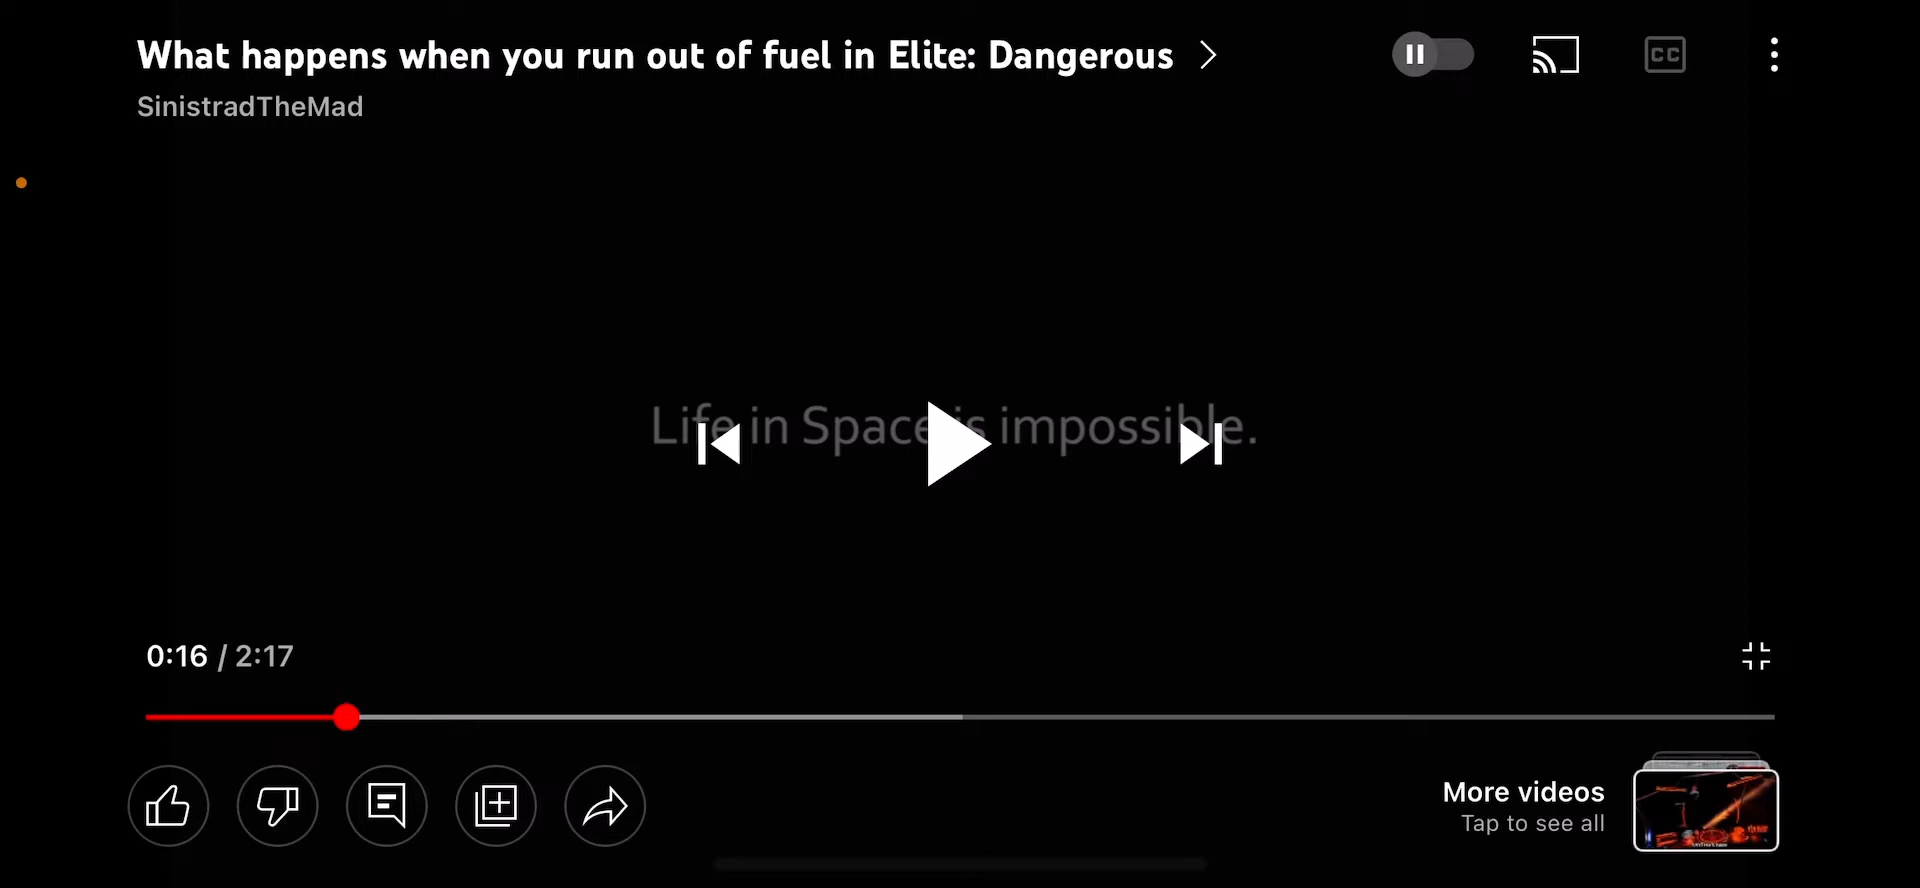 What happens when you run out of fuel in Elite: Dangerous
SinistradTheMad
CC
Life in Space is impossible.
0:16 / 2:17
More videos
Tap to see all